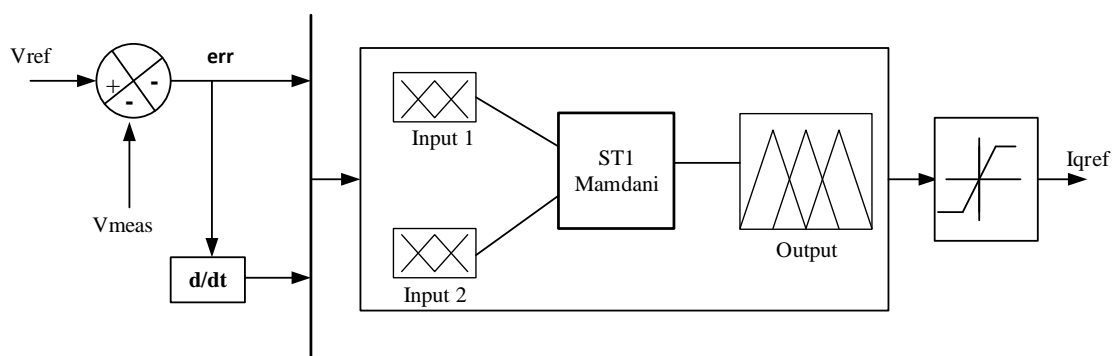 Vref
err
+
-
-
Vmeas
d/dt
Input 1
Input 2
ST1
Mamdani
Output
Iqref